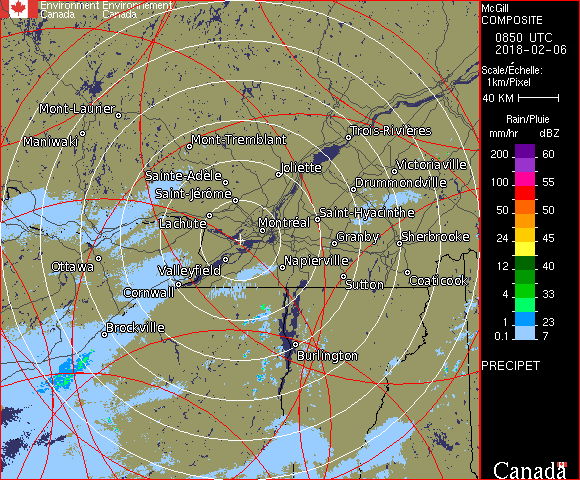 Environment Environnement
Canada Canada
McGill
COMPOSITE
0850 UTC
2018-02-06
Scale/Échelle:
1km/Pixel
40 KM
Rain/Pluie
mm/hr dBZ
200 60
100 55
50 50
24 45
12 40
4 33
1 23
0.1 7
PRECIPET
Canada
Mont-Laurier
Maniwaki
Mont-Tremblant
Trois-Rivières
Joliette
Victoriaville
Sainte-Adèle
Drummondville
Saint-Jérôme
Saint-Hyacinthe
Lachute
Montréal
Granby
Sherbrooke
Ottawa
Valleyfield
Napierville
Sutton
Coaticook
Cornwall
Brockville
Burlington